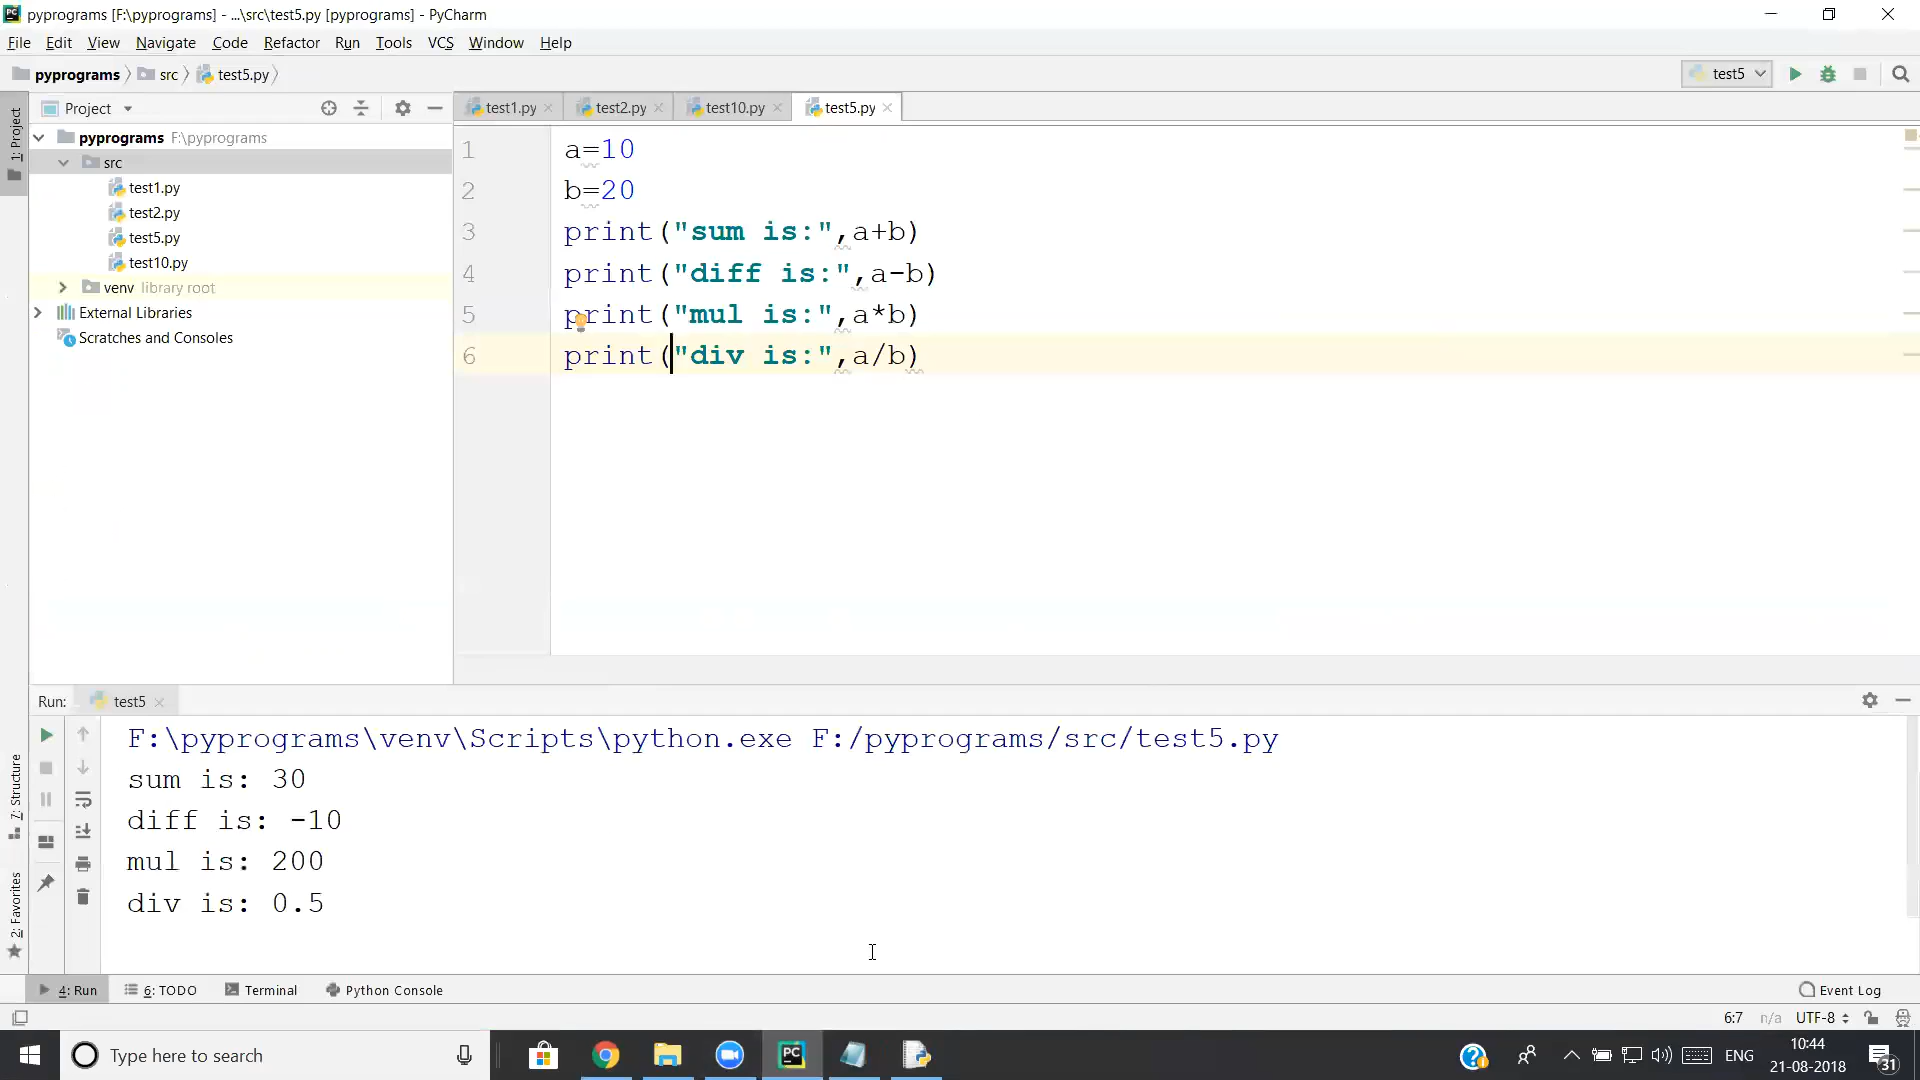 pyprograms [F:\pyprograms] - ...\src\test5.py [pyprograms] - PyCharm
File Edit View Navigate Code Refactor Run Tools VCS Window Help
pyprograms src test5.py
test5
Project
test1.py test2.py test10.py test5.py
1: Project
pyprograms F:\pyprograms
src
test1.py
test2.py
test5.py
test10.py
venv library root
External Libraries
Scratches and Consoles
1 a=10
2 b=20
3 print("sum is:",a+b)
4 print("diff is:",a-b)
5 print("mul is:",a*b)
6 print("div is:",a/b)
Run: test5
F:\pyprograms\venv\Scripts\python.exe F:/pyprograms/src/test5.py
sum is: 30
diff is: -10
mul is: 200
div is: 0.5
7: Structure
2: Favorites
4: Run 6: TODO Terminal Python Console Event Log
6:7 n/a UTF-8
Type here to search
PC
ENG
10:44
21-08-2018
31